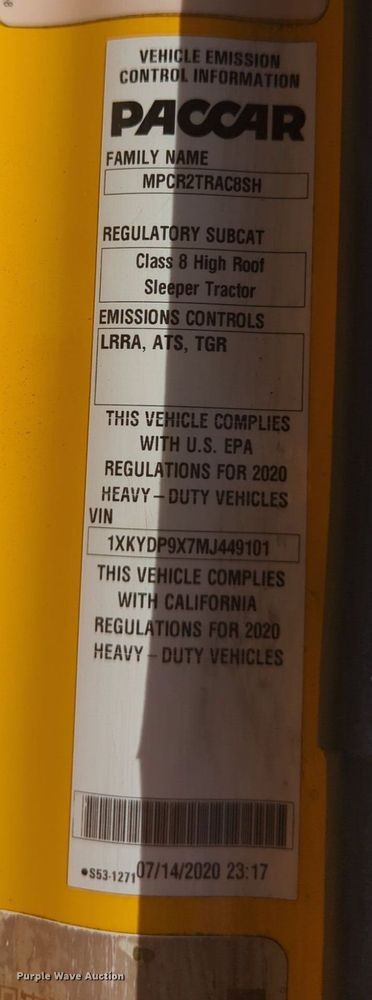 VEHICLE EMISSION
CONTROL INFORMATION
PACCAR
FAMILY NAME
MPCR2TRAC8SH
REGULATORY SUBCAT
Class 8 High Roof
Sleeper Tractor
EMISSIONS CONTROLS
LRRA, ATS, TGR
THIS VEHICLE COMPLIES
WITH U.S. EPA
REGULATIONS FOR 2020
HEAVY-DUTY VEHICLES
VIN
1XKYDP9X7MJ449101
THIS VEHICLE COMPLIES
WITH CALIFORNIA
REGULATIONS FOR 2020
HEAVY-DUTY VEHICLES
•S53-1271 07/14/2020 23:17
Purple Wave Auction